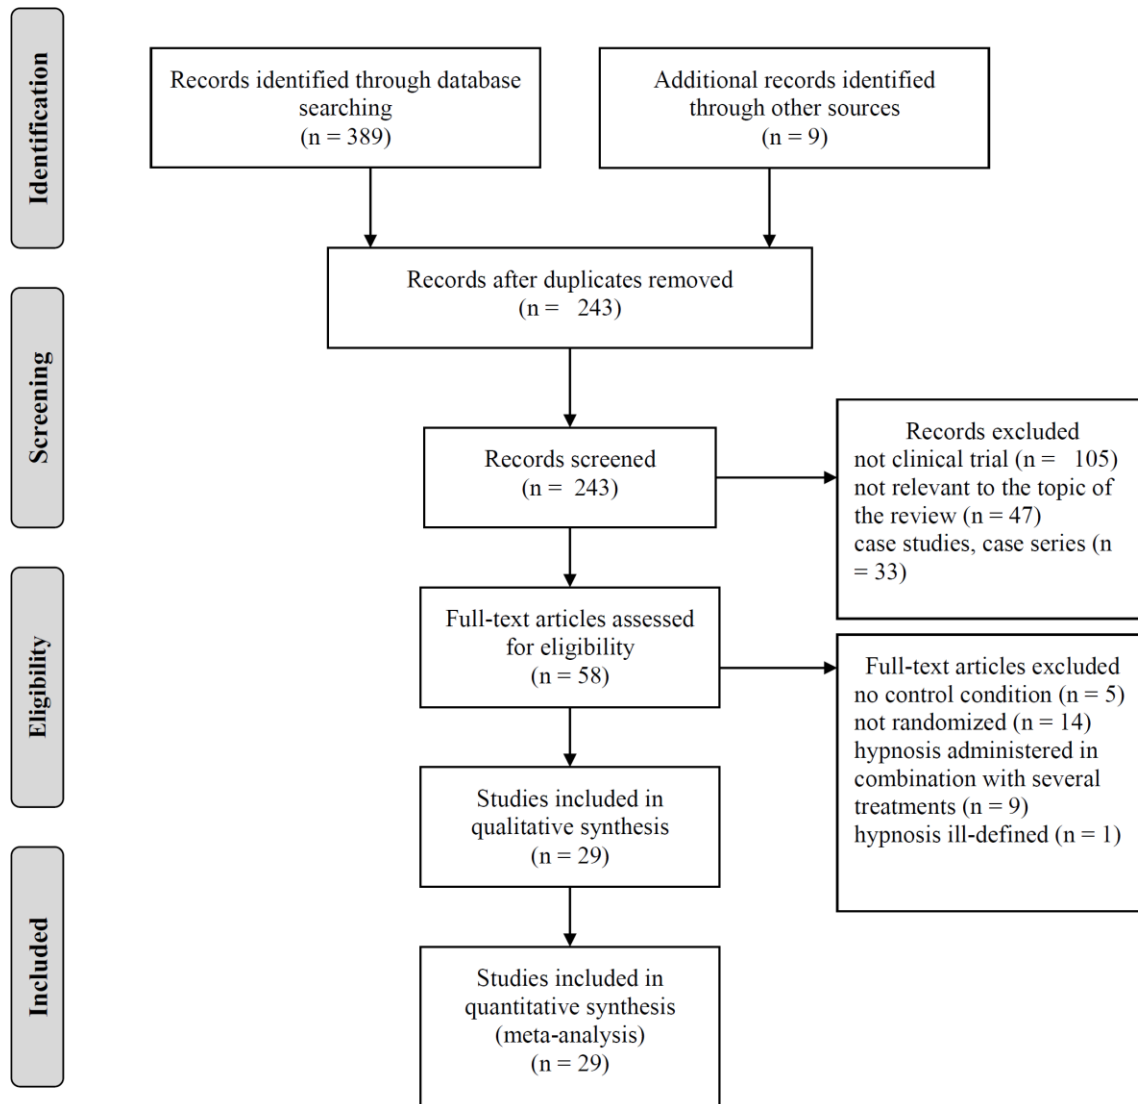 Identification
Records identified through database
searching
(n = 389)
Additional records identified
through other sources
(n = 9)
Records after duplicates removed
(n =   243)
Screening
Records screened
(n =  243)
Records excluded
not clinical trial (n =   105)
not relevant to the topic of
the review (n = 47)
case studies, case series (n
= 33)
Eligibility
Full-text articles assessed
for eligibility
(n = 58)
Full-text articles excluded
no control condition (n = 5)
not randomized (n = 14)
hypnosis administered in
combination with several
treatments (n = 9)
hypnosis ill-defined (n = 1)
Studies included in
qualitative synthesis
(n = 29)
Included
Studies included in
quantitative synthesis
(meta-analysis)
(n = 29)